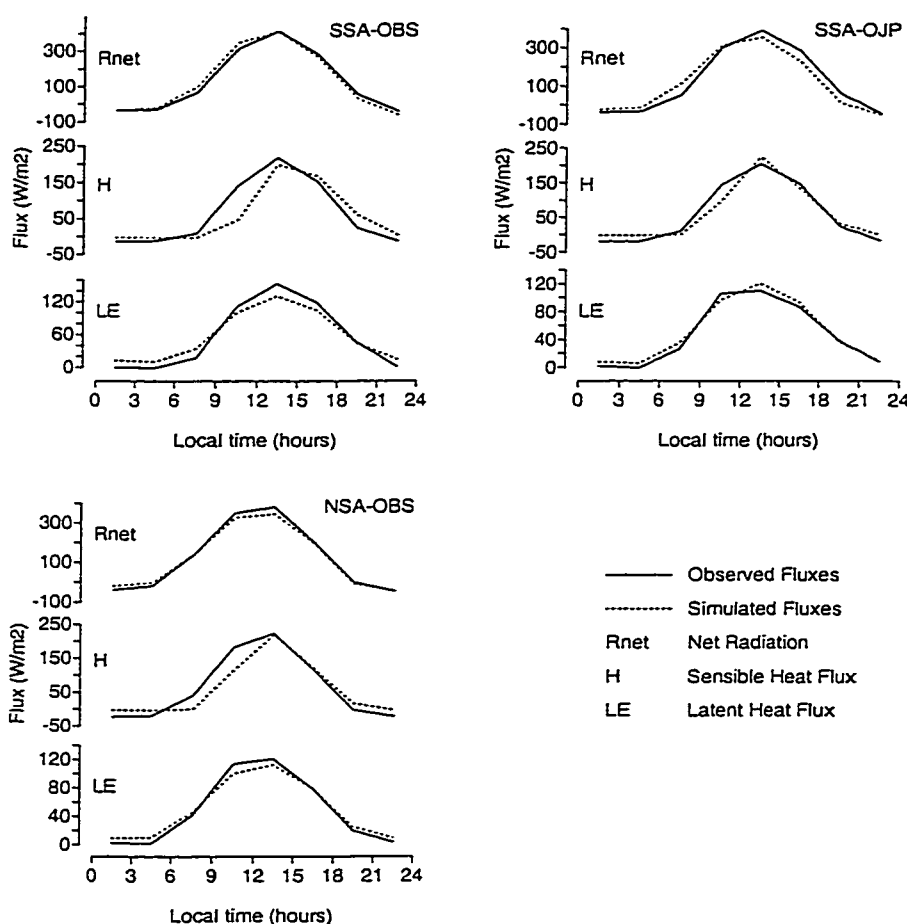 SSA-OBS
Rnet
300
100
-100
250
H
150
50
-50
LE
120
60
0
Flux (W/m2)
0 3 6 9 12 15 18 21 24
Local time (hours)
SSA-OJP
Rnet
300
100
-100
250
H
150
50
-50
LE
120
80
40
0
Flux (W/m2)
0 3 6 9 12 15 18 21 24
Local time (hours)
NSA-OBS
Rnet
300
100
-100
250
H
150
50
-50
LE
120
80
40
0
Flux (W/m2)
0 3 6 9 12 15 18 21 24
Local time (hours)
Observed Fluxes
Simulated Fluxes
Rnet Net Radiation
H Sensible Heat Flux
LE Latent Heat Flux